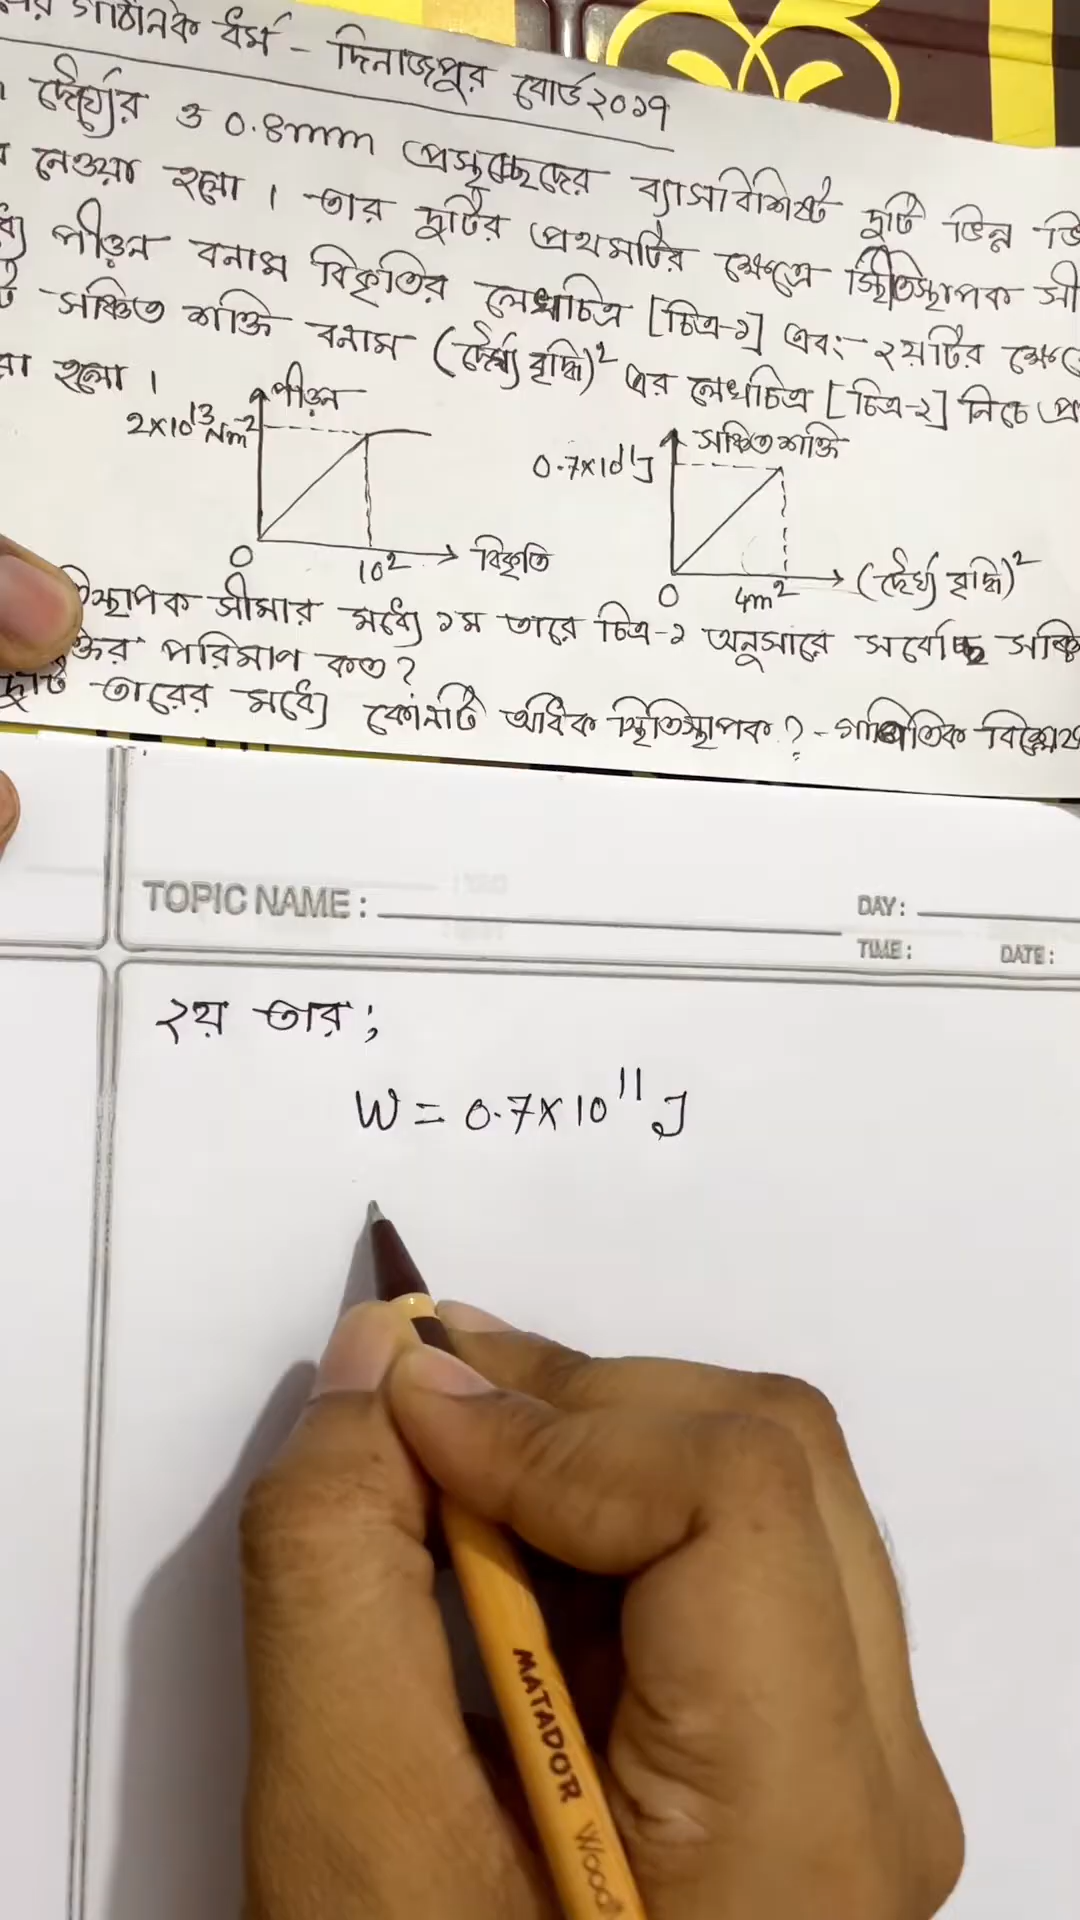 গাঠনিক ধর্ম - দিনাজপুর বোর্ড ২০১৭
দৈর্ঘ্যের ও 0.8mm প্রস্থচ্ছেদের ব্যাসবিশিষ্ট দুটি ভিন্ন
নেওয়া হলো । তার দুটির প্রথমটির ক্ষেত্রে স্থিতিস্থাপক সী
পীড়ন বনাম বিকৃতির লেখচিত্র [চিত্র-১] এবং ২য়টির ক্ষেত্রে
সঞ্চিত শক্তি বনাম (দৈর্ঘ্য বৃদ্ধি)² এর লেখচিত্র [চিত্র-২] নিচে প্র
হলো ।
পীড়ন
2×10¹³Nm⁻²
0
10²
বিকৃতি
সঞ্চিত শক্তি
0.7×10¹¹J
0
4m²
(দৈর্ঘ্য বৃদ্ধি)²
স্থাপক সীমার মধ্যে ১ম তারে চিত্র-১ অনুসারে সর্বোচ্চ সঞ্চি
ক্তির পরিমাণ কত?
দুটি তারের মধ্যে কোনটি অধিক স্থিতিস্থাপক? - গাণিতিক বিশ্লেষ
TOPIC NAME :
DAY :
TIME :
DATE :
২য় তার ;
W = 0.7×10¹¹ J
MATADOR Wood